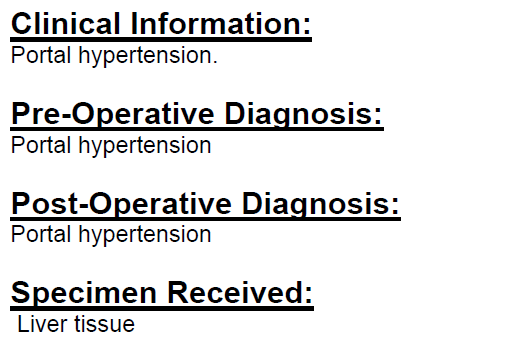 Clinical Information:
Portal hypertension.
Pre-Operative Diagnosis:
Portal hypertension
Post-Operative Diagnosis:
Portal hypertension
Specimen Received:
Liver tissue